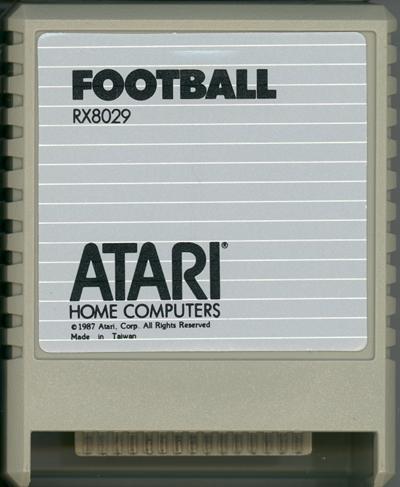 FOOTBALL
RX8029
ATARI®
HOME COMPUTERS
©1987 Atari, Corp. All Rights Reserved
Made in Taiwan